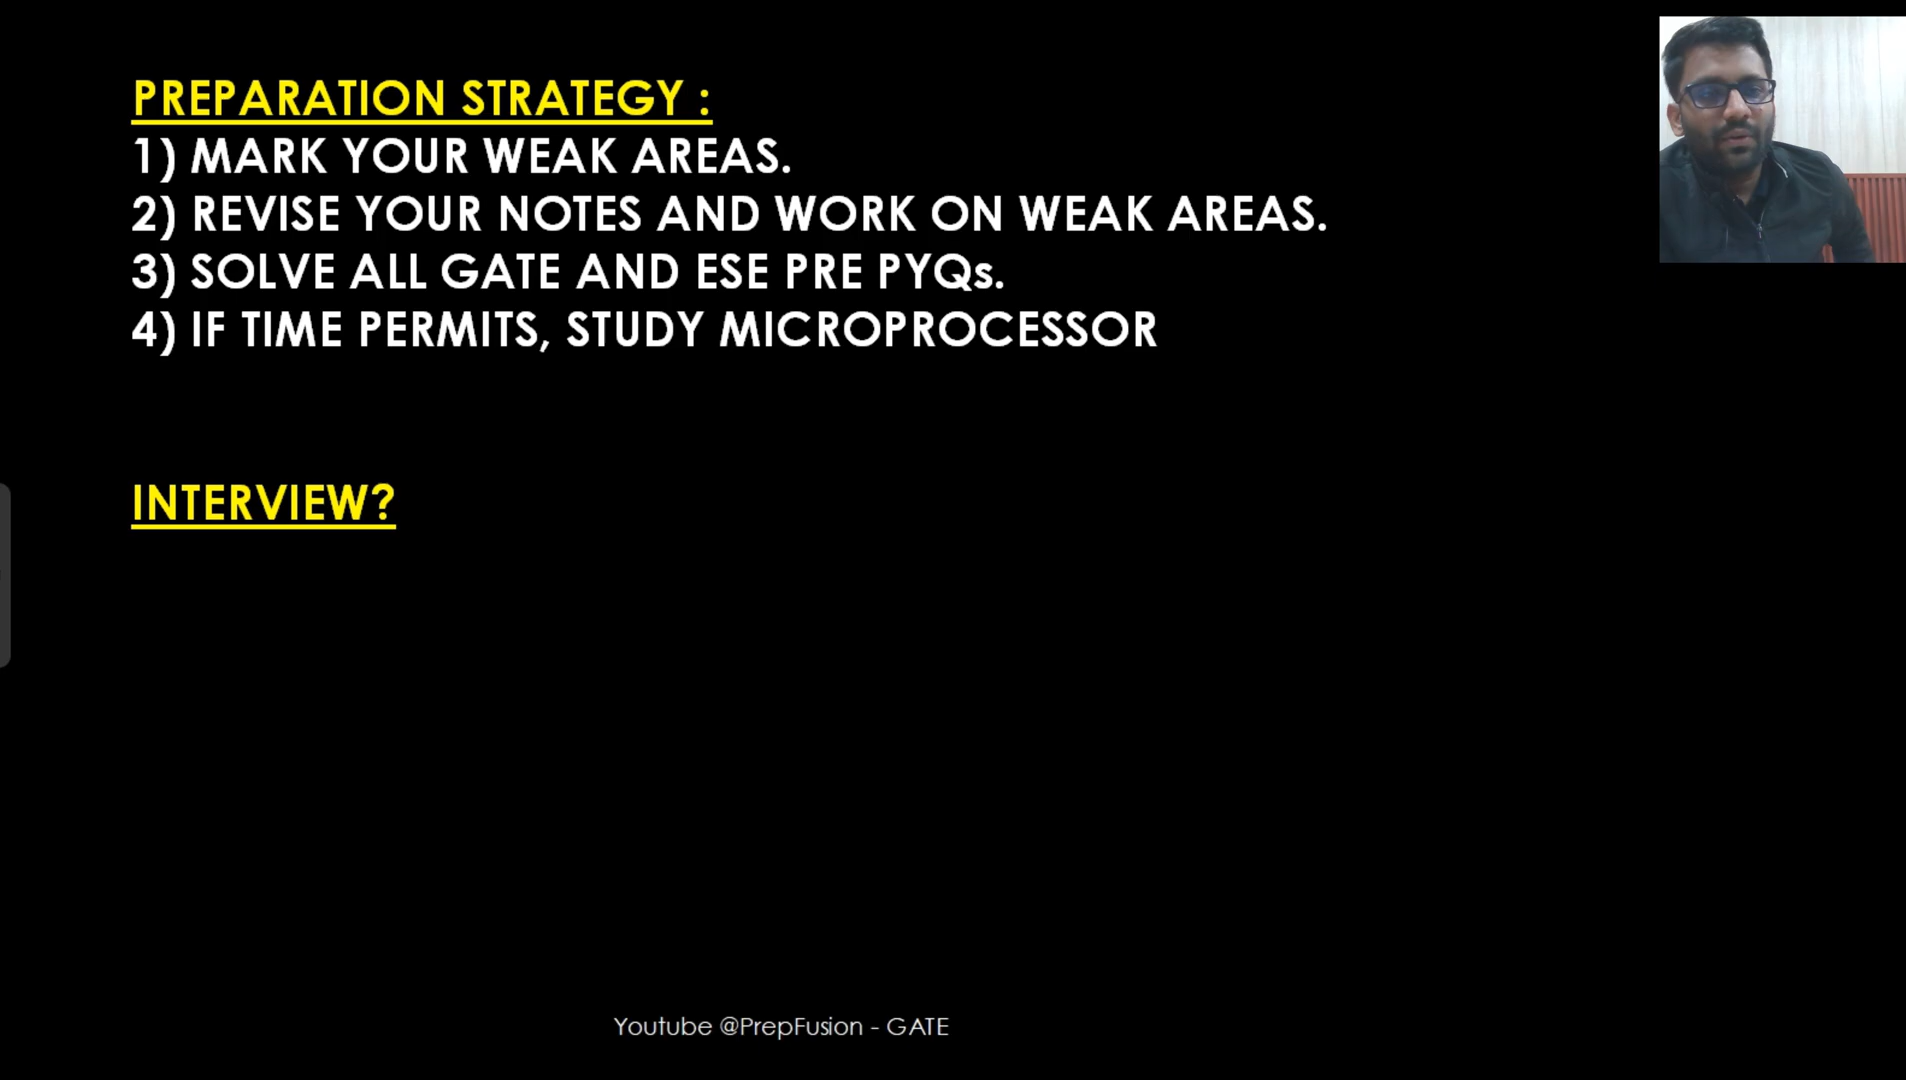 PREPARATION STRATEGY :
1) MARK YOUR WEAK AREAS.
2) REVISE YOUR NOTES AND WORK ON WEAK AREAS.
3) SOLVE ALL GATE AND ESE PRE PYQs.
4) IF TIME PERMITS, STUDY MICROPROCESSOR
INTERVIEW?
Youtube @PrepFusion - GATE